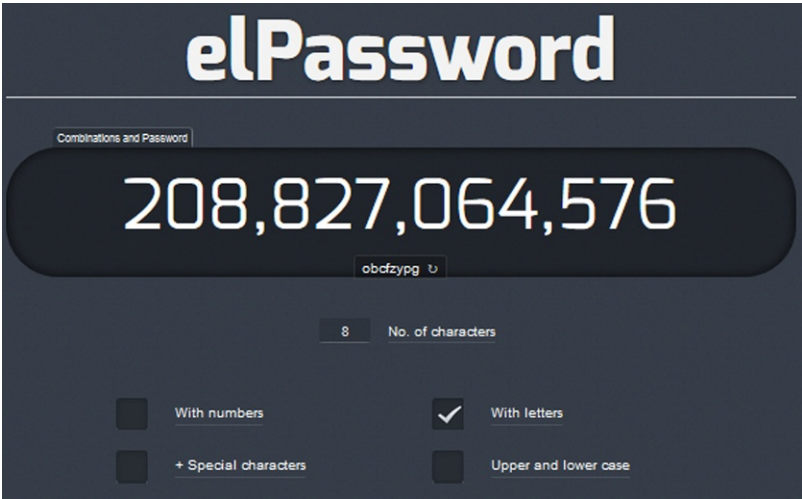 elPassword
Combinations and Password
208,827,064,576
obcfzypg ↻
8 No. of characters
With numbers
With letters
+ Special characters
Upper and lower case